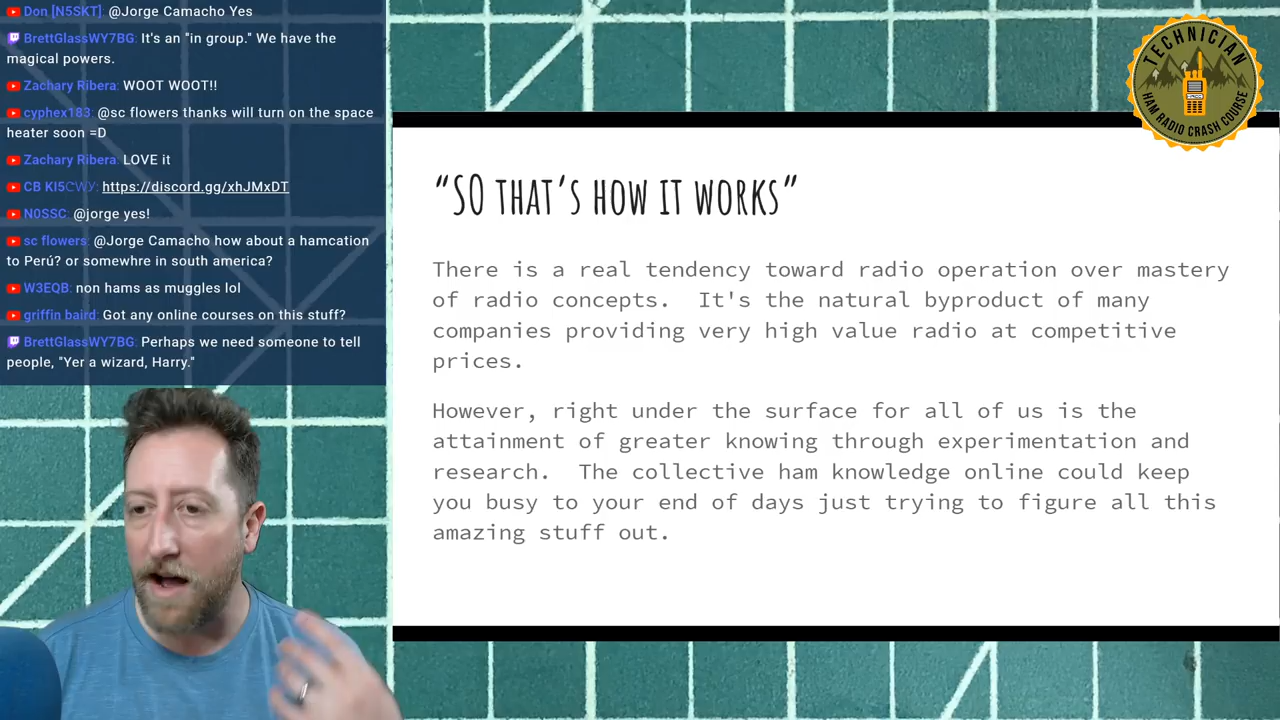 Don [N5SKT]: @Jorge Camacho Yes
BrettGlassWY7BG: It's an "in group." We have the
magical powers.
Zachary Ribera: WOOT WOOT!!
cyphex183: @sc flowers thanks will turn on the space
heater soon =D
Zachary Ribera: LOVE it
CB KI5CWУ: https://discord.gg/xhJMxDT
N0SSC: @jorge yes!
sc flowers: @Jorge Camacho how about a hamcation
to Perú? or somewhre in south america?
W3EQB: non hams as muggles lol
griffin baird: Got any online courses on this stuff?
BrettGlassWY7BG: Perhaps we need someone to tell
people, "Yer a wizard, Harry."
TECHNICIAN
HAM RADIO CRASH COURSE
“SO THAT'S HOW IT WORKS”
There is a real tendency toward radio operation over mastery
of radio concepts. It's the natural byproduct of many
companies providing very high value radio at competitive
prices.
However, right under the surface for all of us is the
attainment of greater knowing through experimentation and
research. The collective ham knowledge online could keep
you busy to your end of days just trying to figure all this
amazing stuff out.